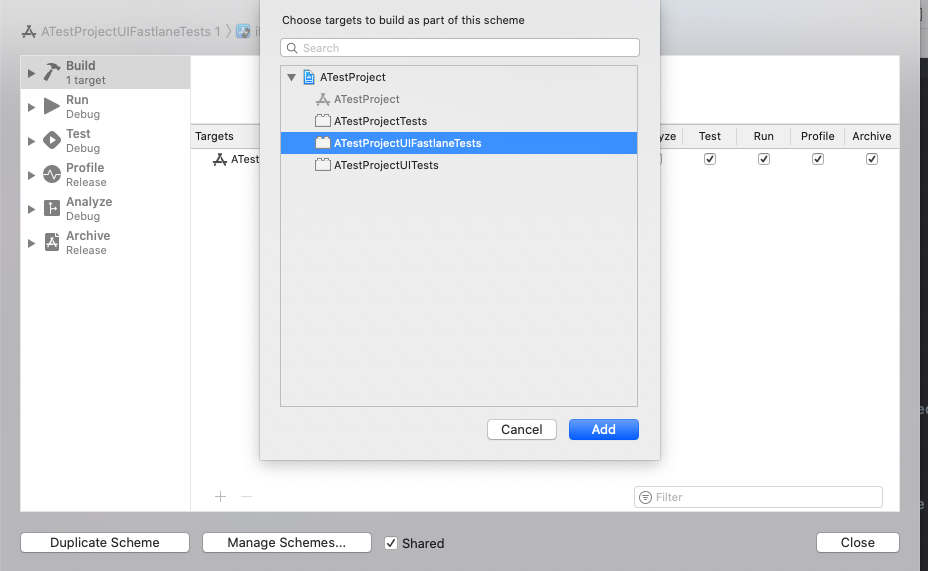 Choose targets to build as part of this scheme
ATestProjectUIFastlaneTests 1
Search
Build
1 target
Run
Debug
Test
Debug
Profile
Release
Analyze
Debug
Archive
Release
ATestProject
ATestProject
ATestProjectTests
ATestProjectUIFastlaneTests
ATestProjectUITests
Targets
yze
Test
Run
Profile
Archive
ATest
Cancel
Add
Filter
Duplicate Scheme
Manage Schemes...
Shared
Close